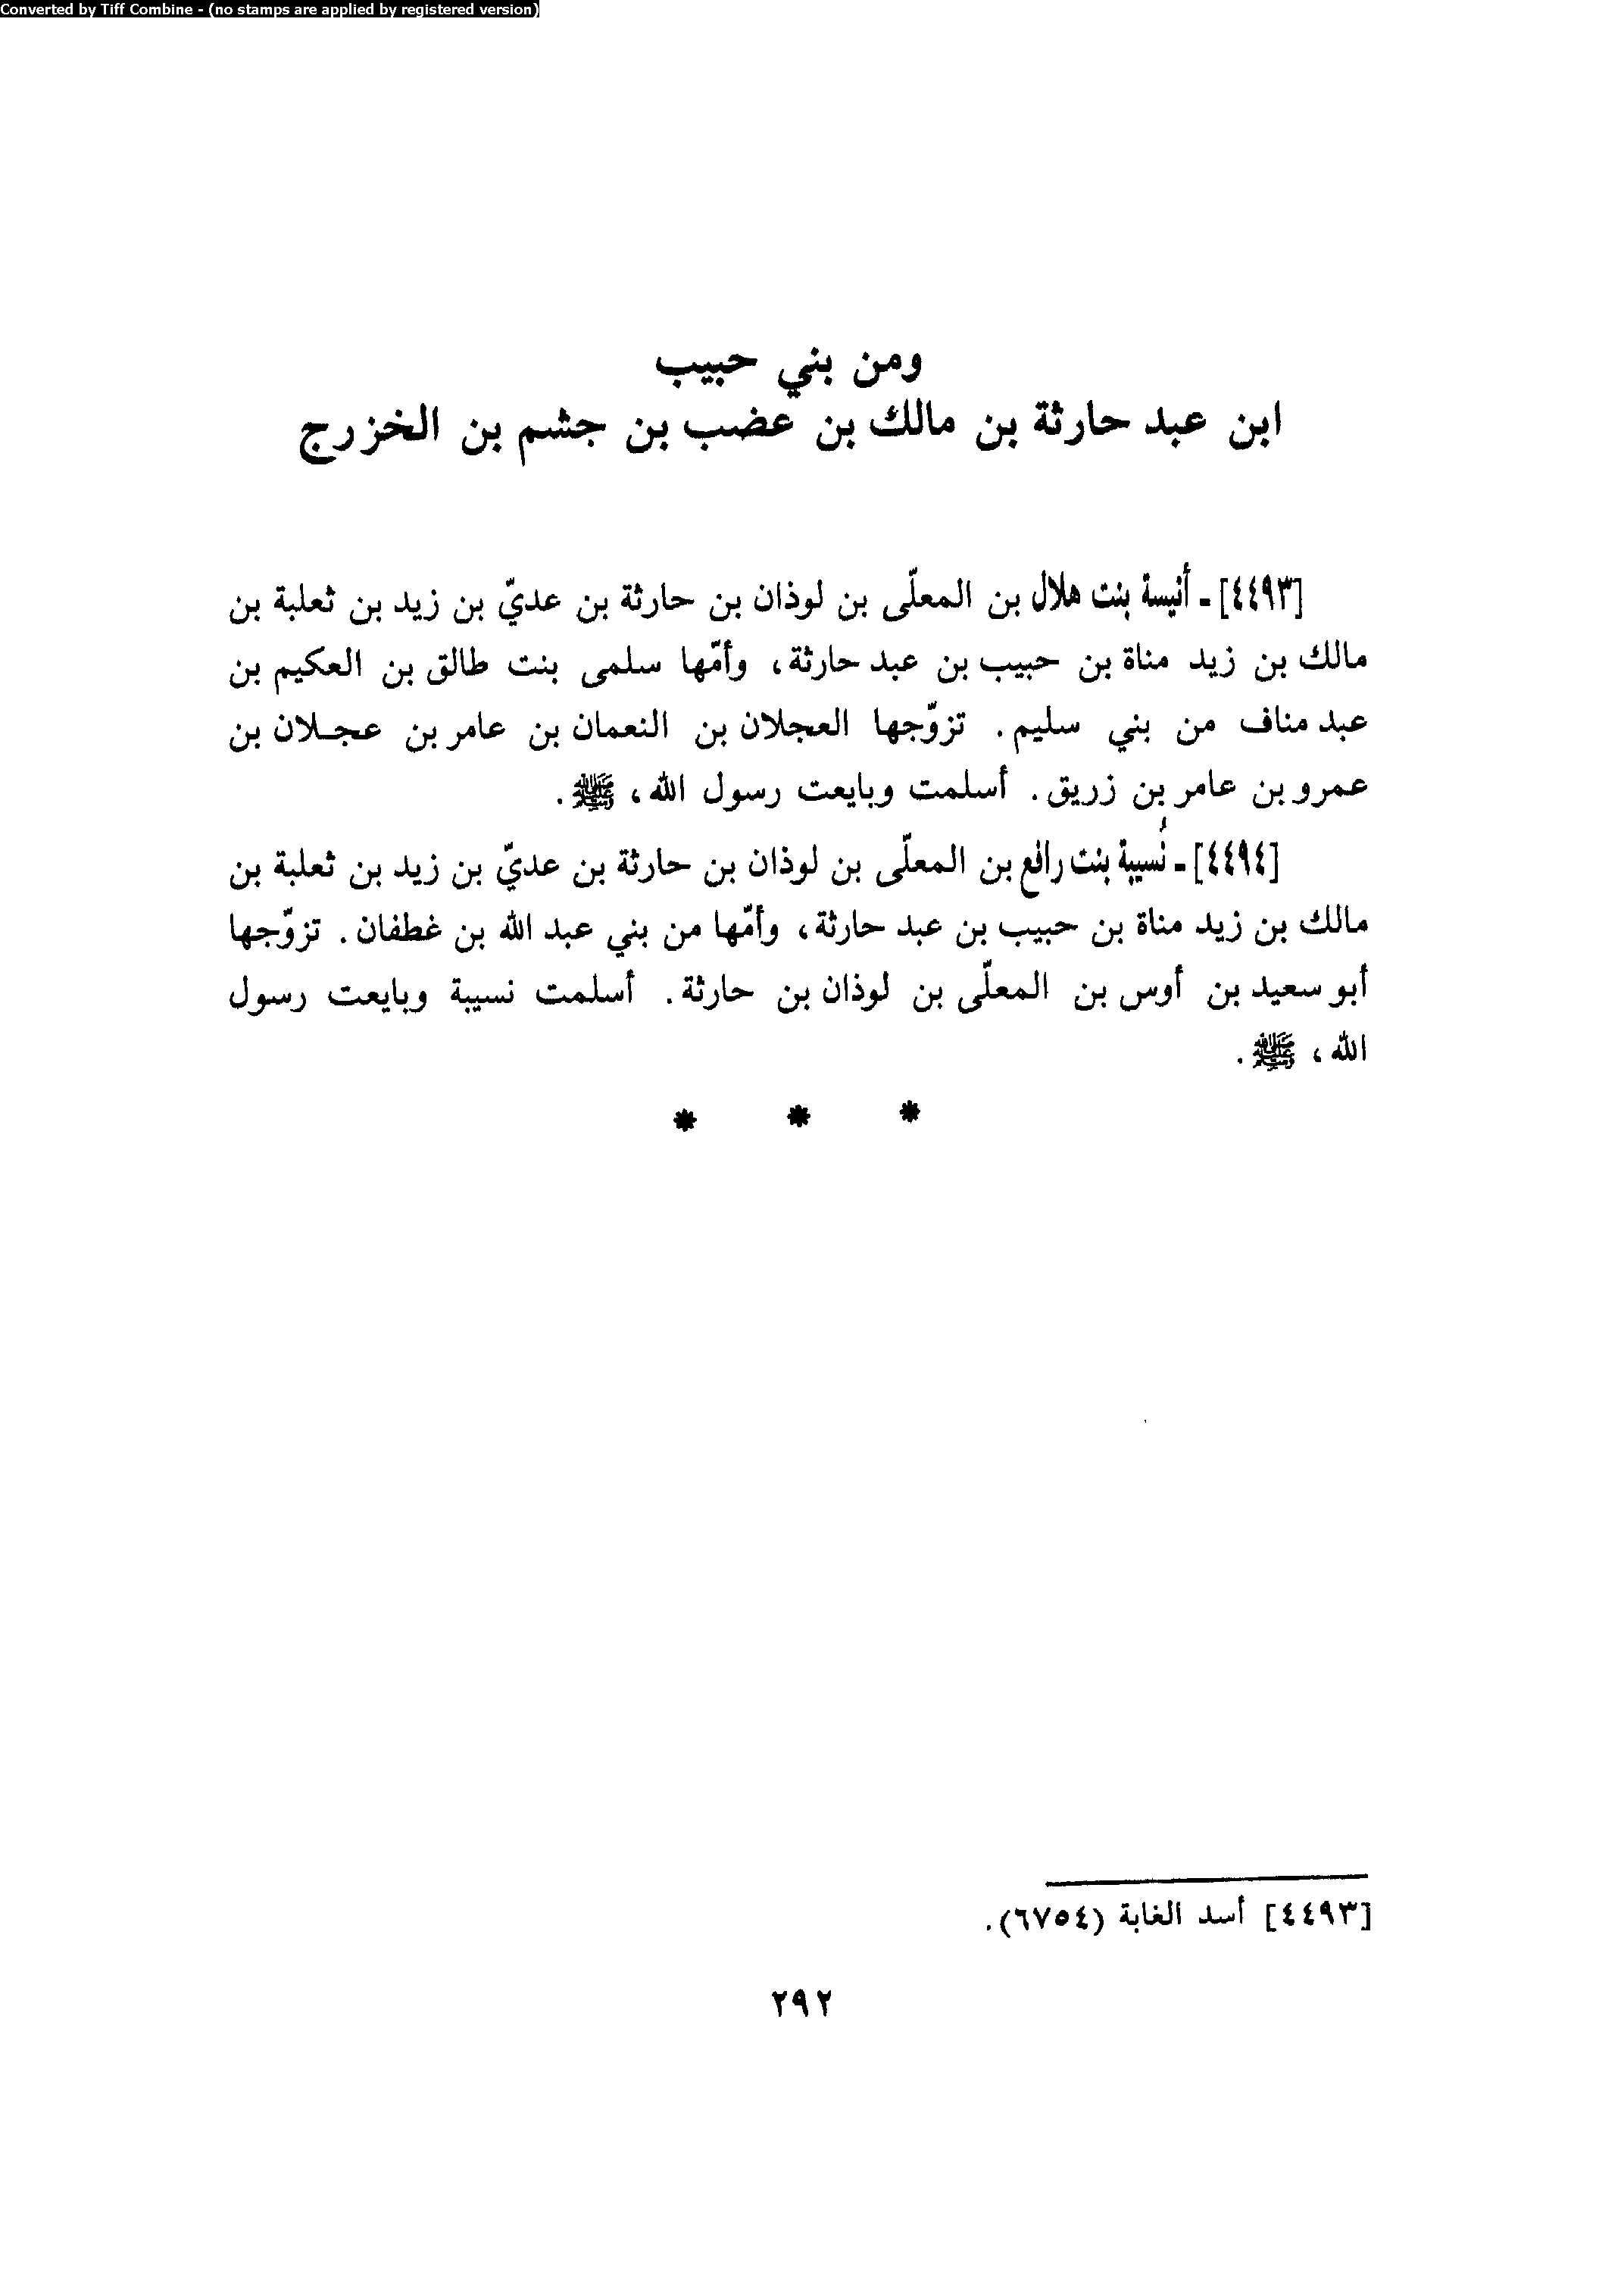 Converted by Tiff Combine - (no stamps are applied by registered version)
ومن بني حبيب
ابن عبد حارثة بن مالك بن عضب بن جشم بن الخزرج
[٤٤٩٣] ـ أنيسة بنت هلال بن المعلّى بن لوذان بن حارثة بن عديّ بن زيد بن ثعلبة بن
مالك بن زيد مناة بن حبيب بن عبد حارثة، وأمّها سلمى بنت طالق بن العكيم بن
عبد مناف من بني سليم. تزوّجها العجلان بن النعمان بن عامر بن عجلان بن
عمرو بن عامر بن زريق. أسلمت وبايعت رسول الله، ﷺ.
[٤٤٩٤] ـ نُسيبة بنت رافع بن المعلّى بن لوذان بن حارثة بن عديّ بن زيد بن ثعلبة بن
مالك بن زيد مناة بن حبيب بن عبد حارثة، وأمّها من بني عبد الله بن غطفان. تزوّجها
أبو سعيد بن أوس بن المعلّى بن لوذان بن حارثة. أسلمت نسيبة وبايعت رسول
الله، ﷺ.
* * *
[٤٤٩٣] أسد الغابة (٦٧٥٤).
٢٩٢